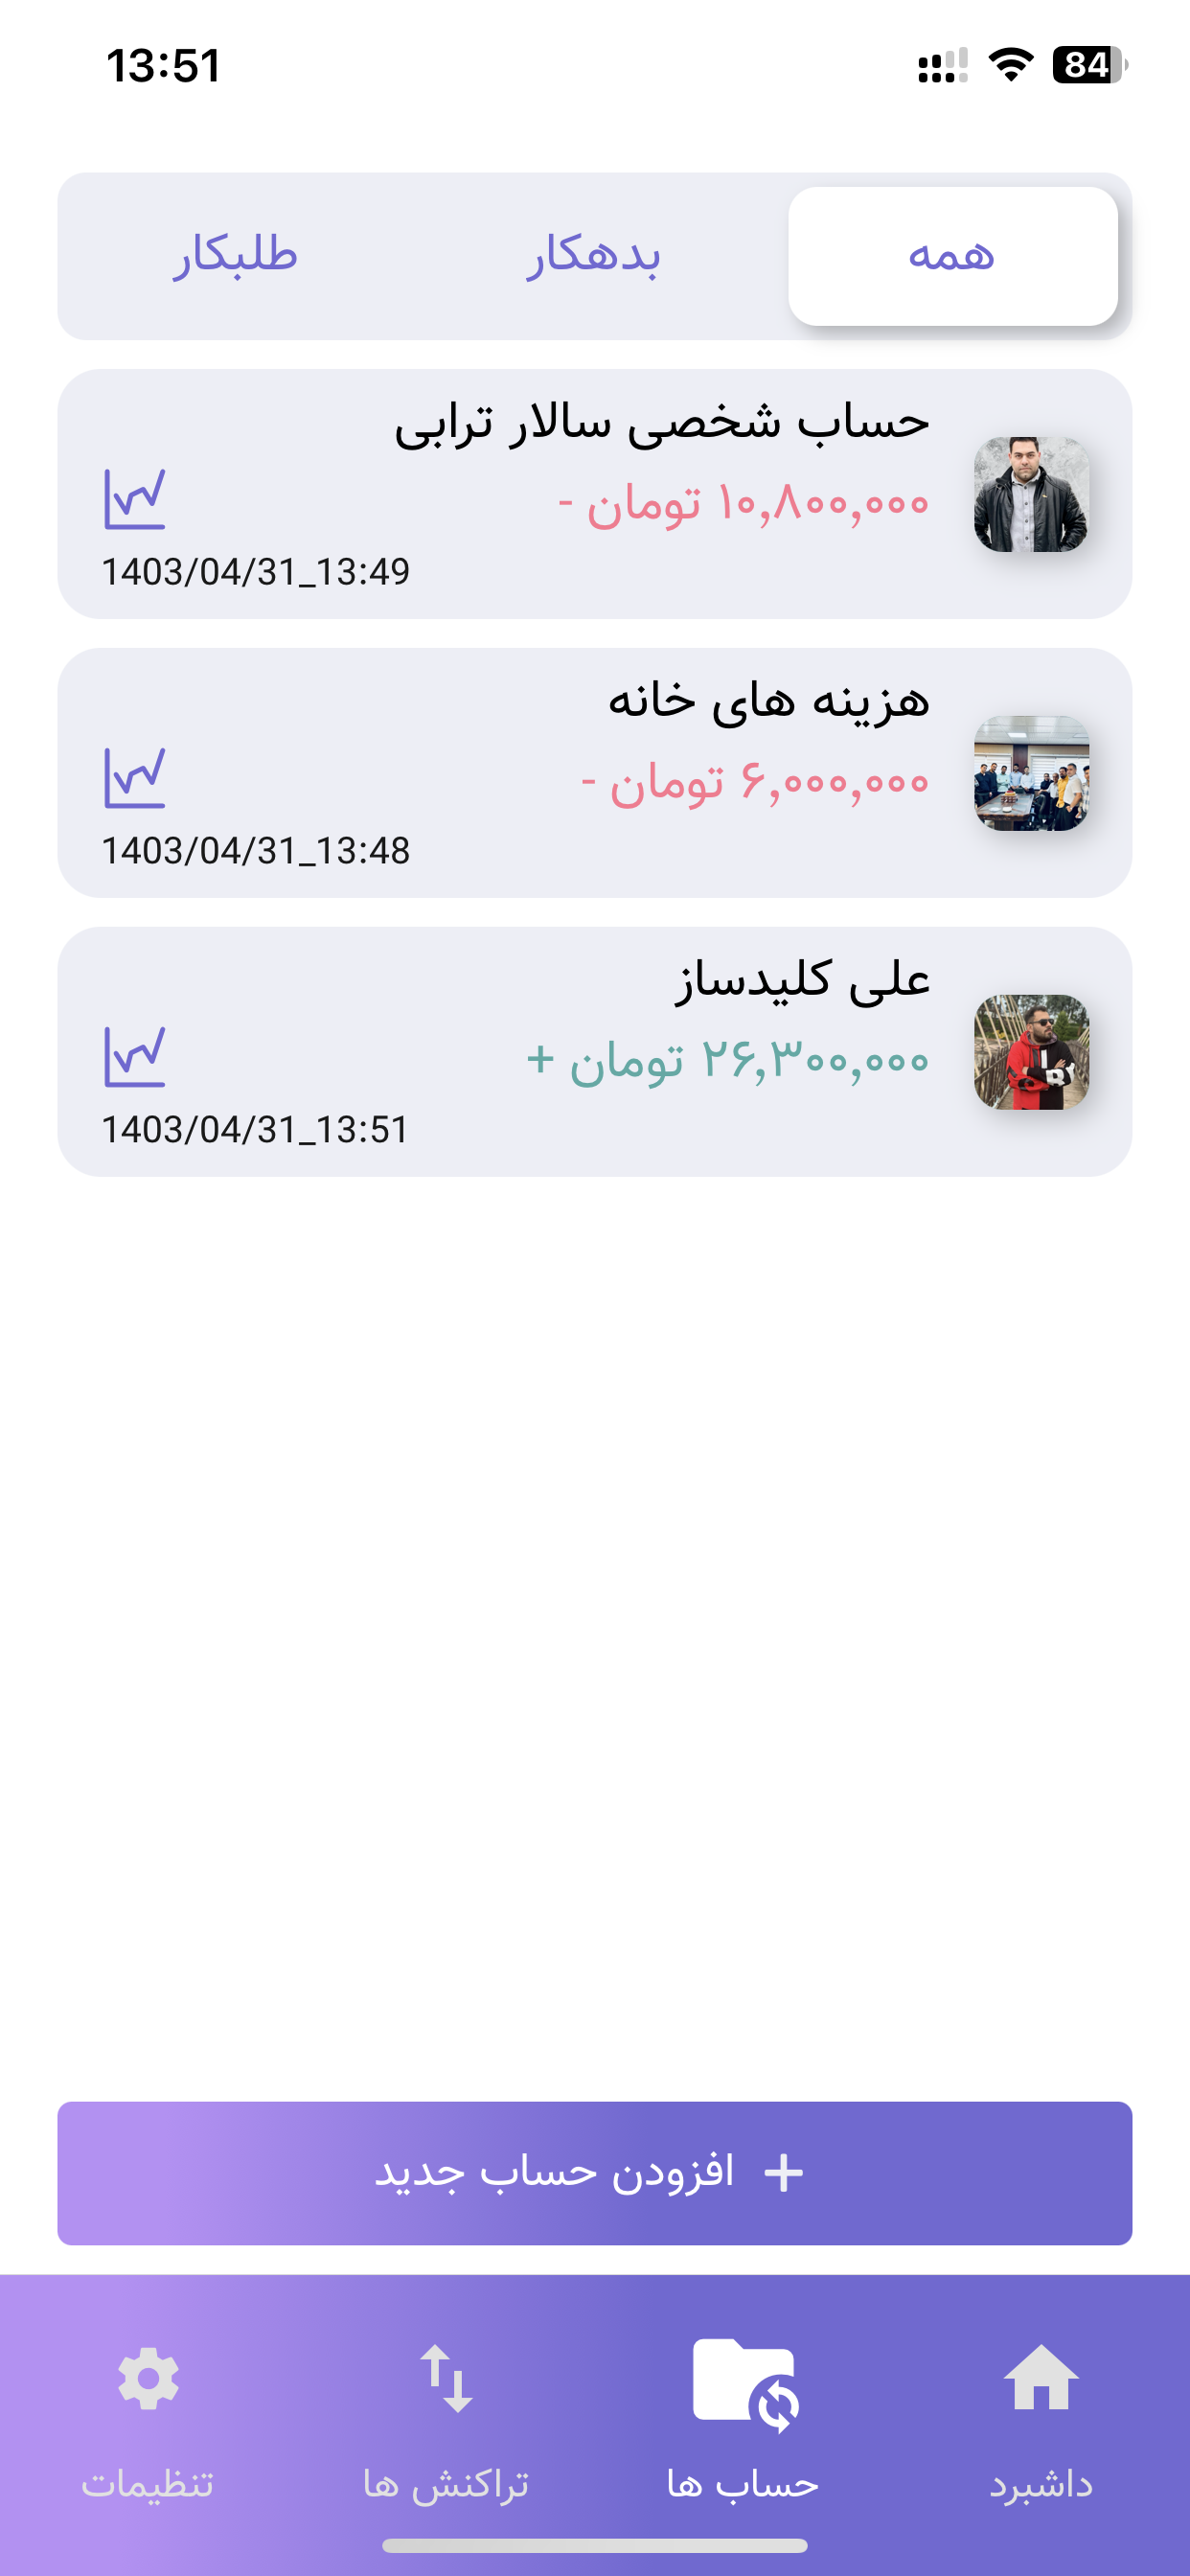 13:51
84
همه
بدهکار
طلبکار
حساب شخصی سالار ترابی
۱۰,۸۰۰,۰۰۰ تومان -
1403/04/31_13:49
هزینه های خانه
۶,۰۰۰,۰۰۰ تومان -
1403/04/31_13:48
علی کلیدساز
۲۶,۳۰۰,۰۰۰ تومان +
1403/04/31_13:51
+ افزودن حساب جدید
داشبرد
حساب ها
تراکنش ها
تنظیمات